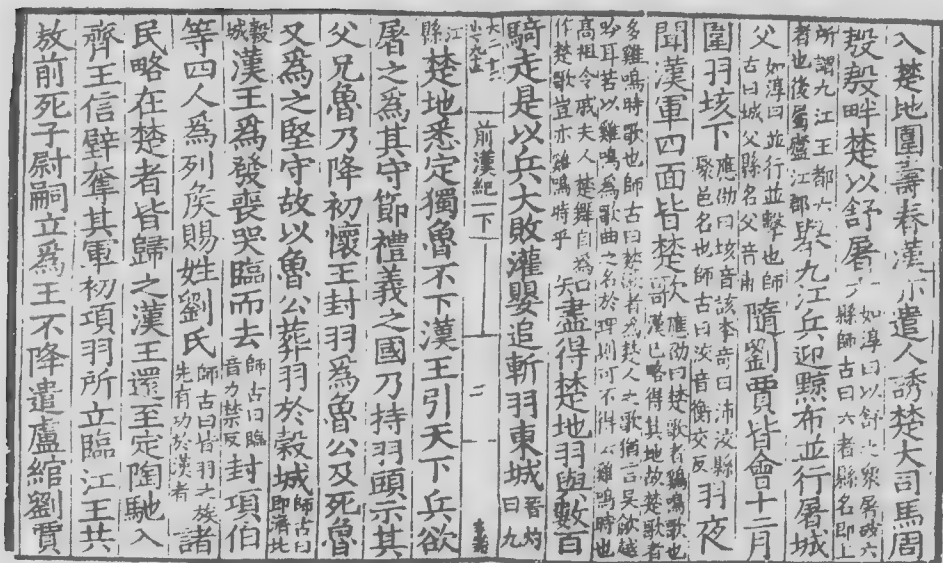 入楚地圍壽春漢亦遣人誘楚大司馬周
殷殷畔楚以舒屠六如淳曰以舒之衆屠破六縣師古曰六者縣名即上
所謂九江王都六者也後屬廬江郡舉九江兵迎黥布並行屠城
父如淳曰並行並擊也師古曰城父縣名父音甫隨劉賈皆會十二月
圍羽垓下應劭曰垓音該李奇曰沛洨縣聚邑名也師古曰洨音衡交反羽夜
聞漢軍四面皆楚歌應劭曰楚歌者雞鳴歌也漢已略得其地故楚歌者
多雞鳴時歌也師古曰楚歌者為楚人之歌猶言吳歈越吟耳若以雞鳴為歌曲之名於理則可不得云雞鳴時也
高祖令戚夫人楚舞自為作楚歌豈亦雞鳴時乎知盡得楚地羽與數百
騎走是以兵大敗灌嬰追斬羽東城晉灼曰九
大二十二
前漢紀一下
二
江縣楚地悉定獨魯不下漢王引天下兵欲
屠之為其守節禮義之國乃持羽頭示其
父兄魯乃降初懷王封羽為魯公及死魯
又為之堅守故以魯公葬羽於穀城師古曰即濟北
穀城漢王為發喪哭臨而去師古曰臨音力禁反封項伯
等四人為列矦賜姓劉氏師古曰皆羽之族先有功於漢者諸
民略在楚者皆歸之漢王還至定陶馳入
齊王信壁奪其軍初項羽所立臨江王共
敖前死子尉嗣立為王不降遣盧綰劉賈